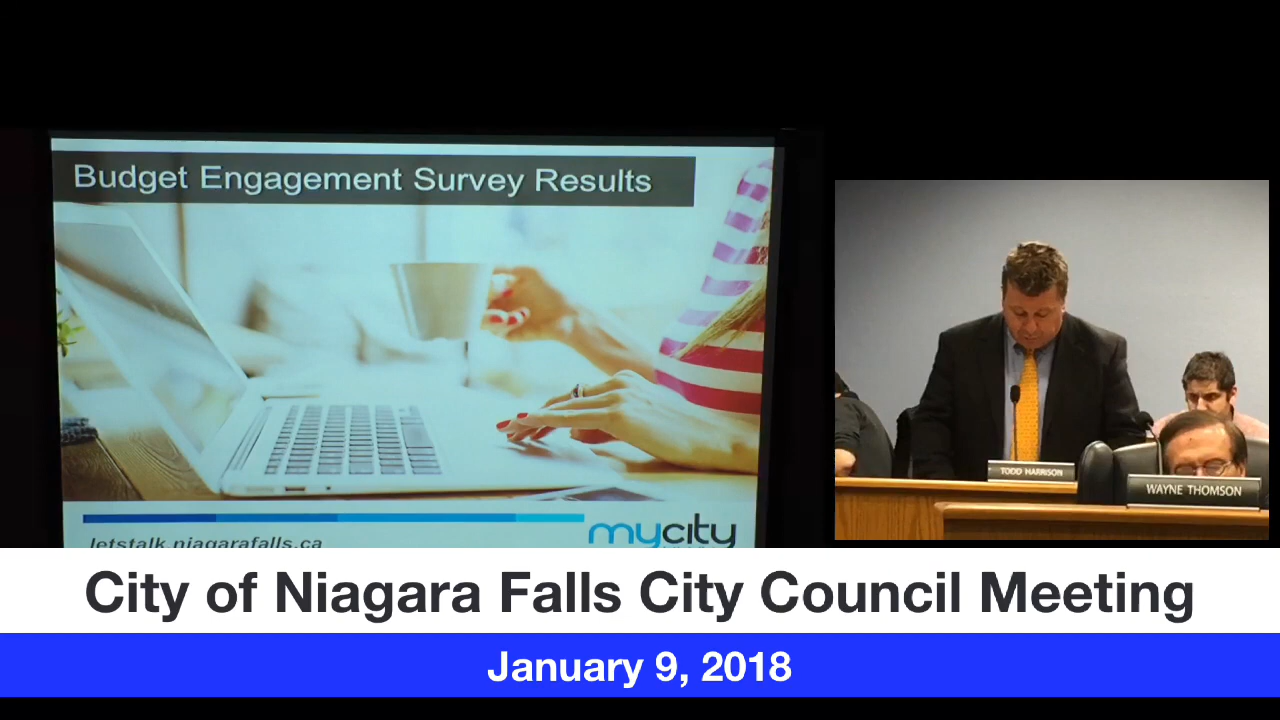 Budget Engagement Survey Results
letstalk.niagarafalls.ca
mycity
TODD HARRISON
WAYNE THOMSON
City of Niagara Falls City Council Meeting
January 9, 2018